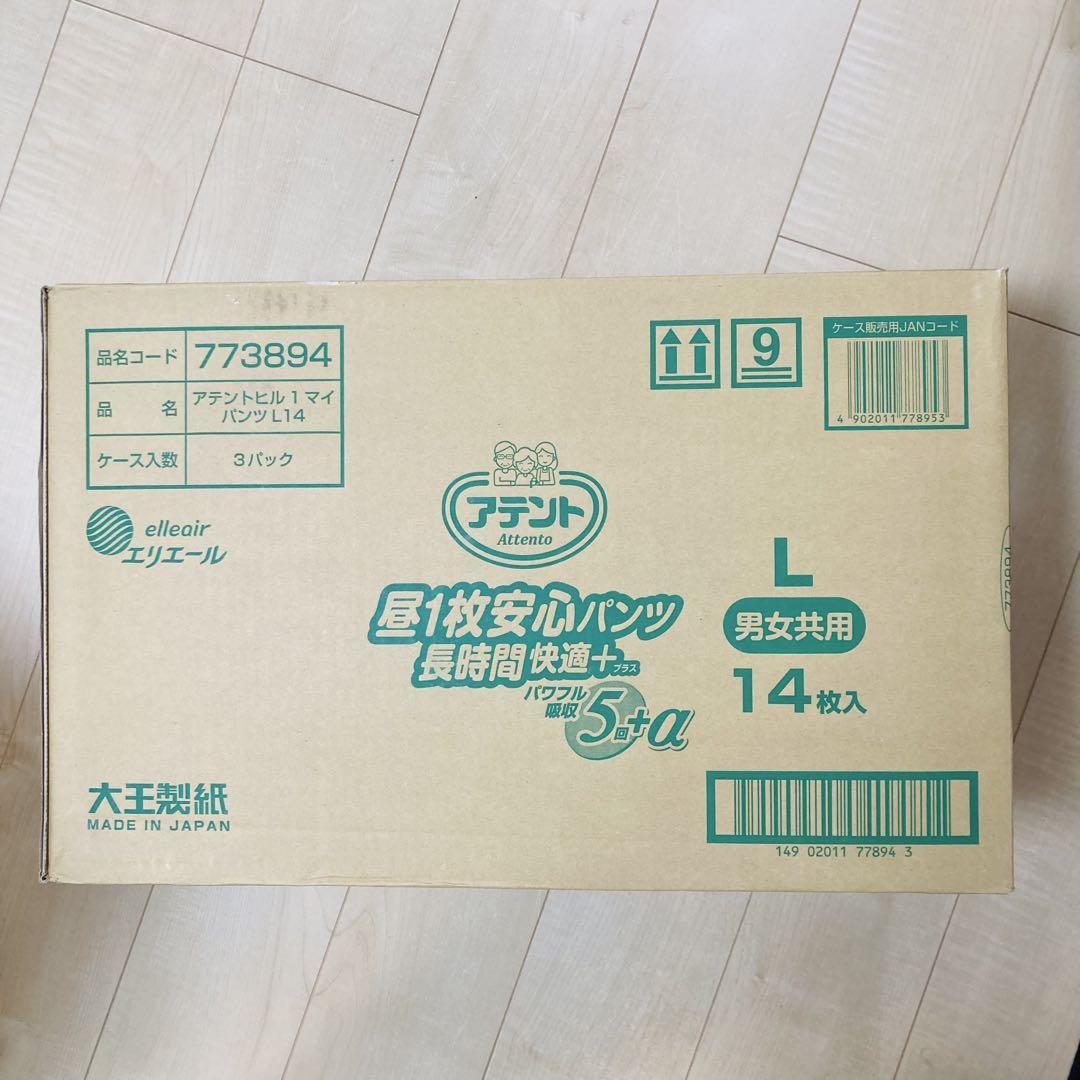 品名コード 773894
品名 アテントヒル1マイ
パンツL14
ケース入数 3パック
elleair
エリエール
9
ケース販売用JANコード
4 902011 778953
アテント
Attento
昼1枚安心パンツ
長時間快適+プラス
パワフル
吸収
5回+α
L
男女共用
14枚入
773894
大王製紙
MADE IN JAPAN
149 02011 77894 3